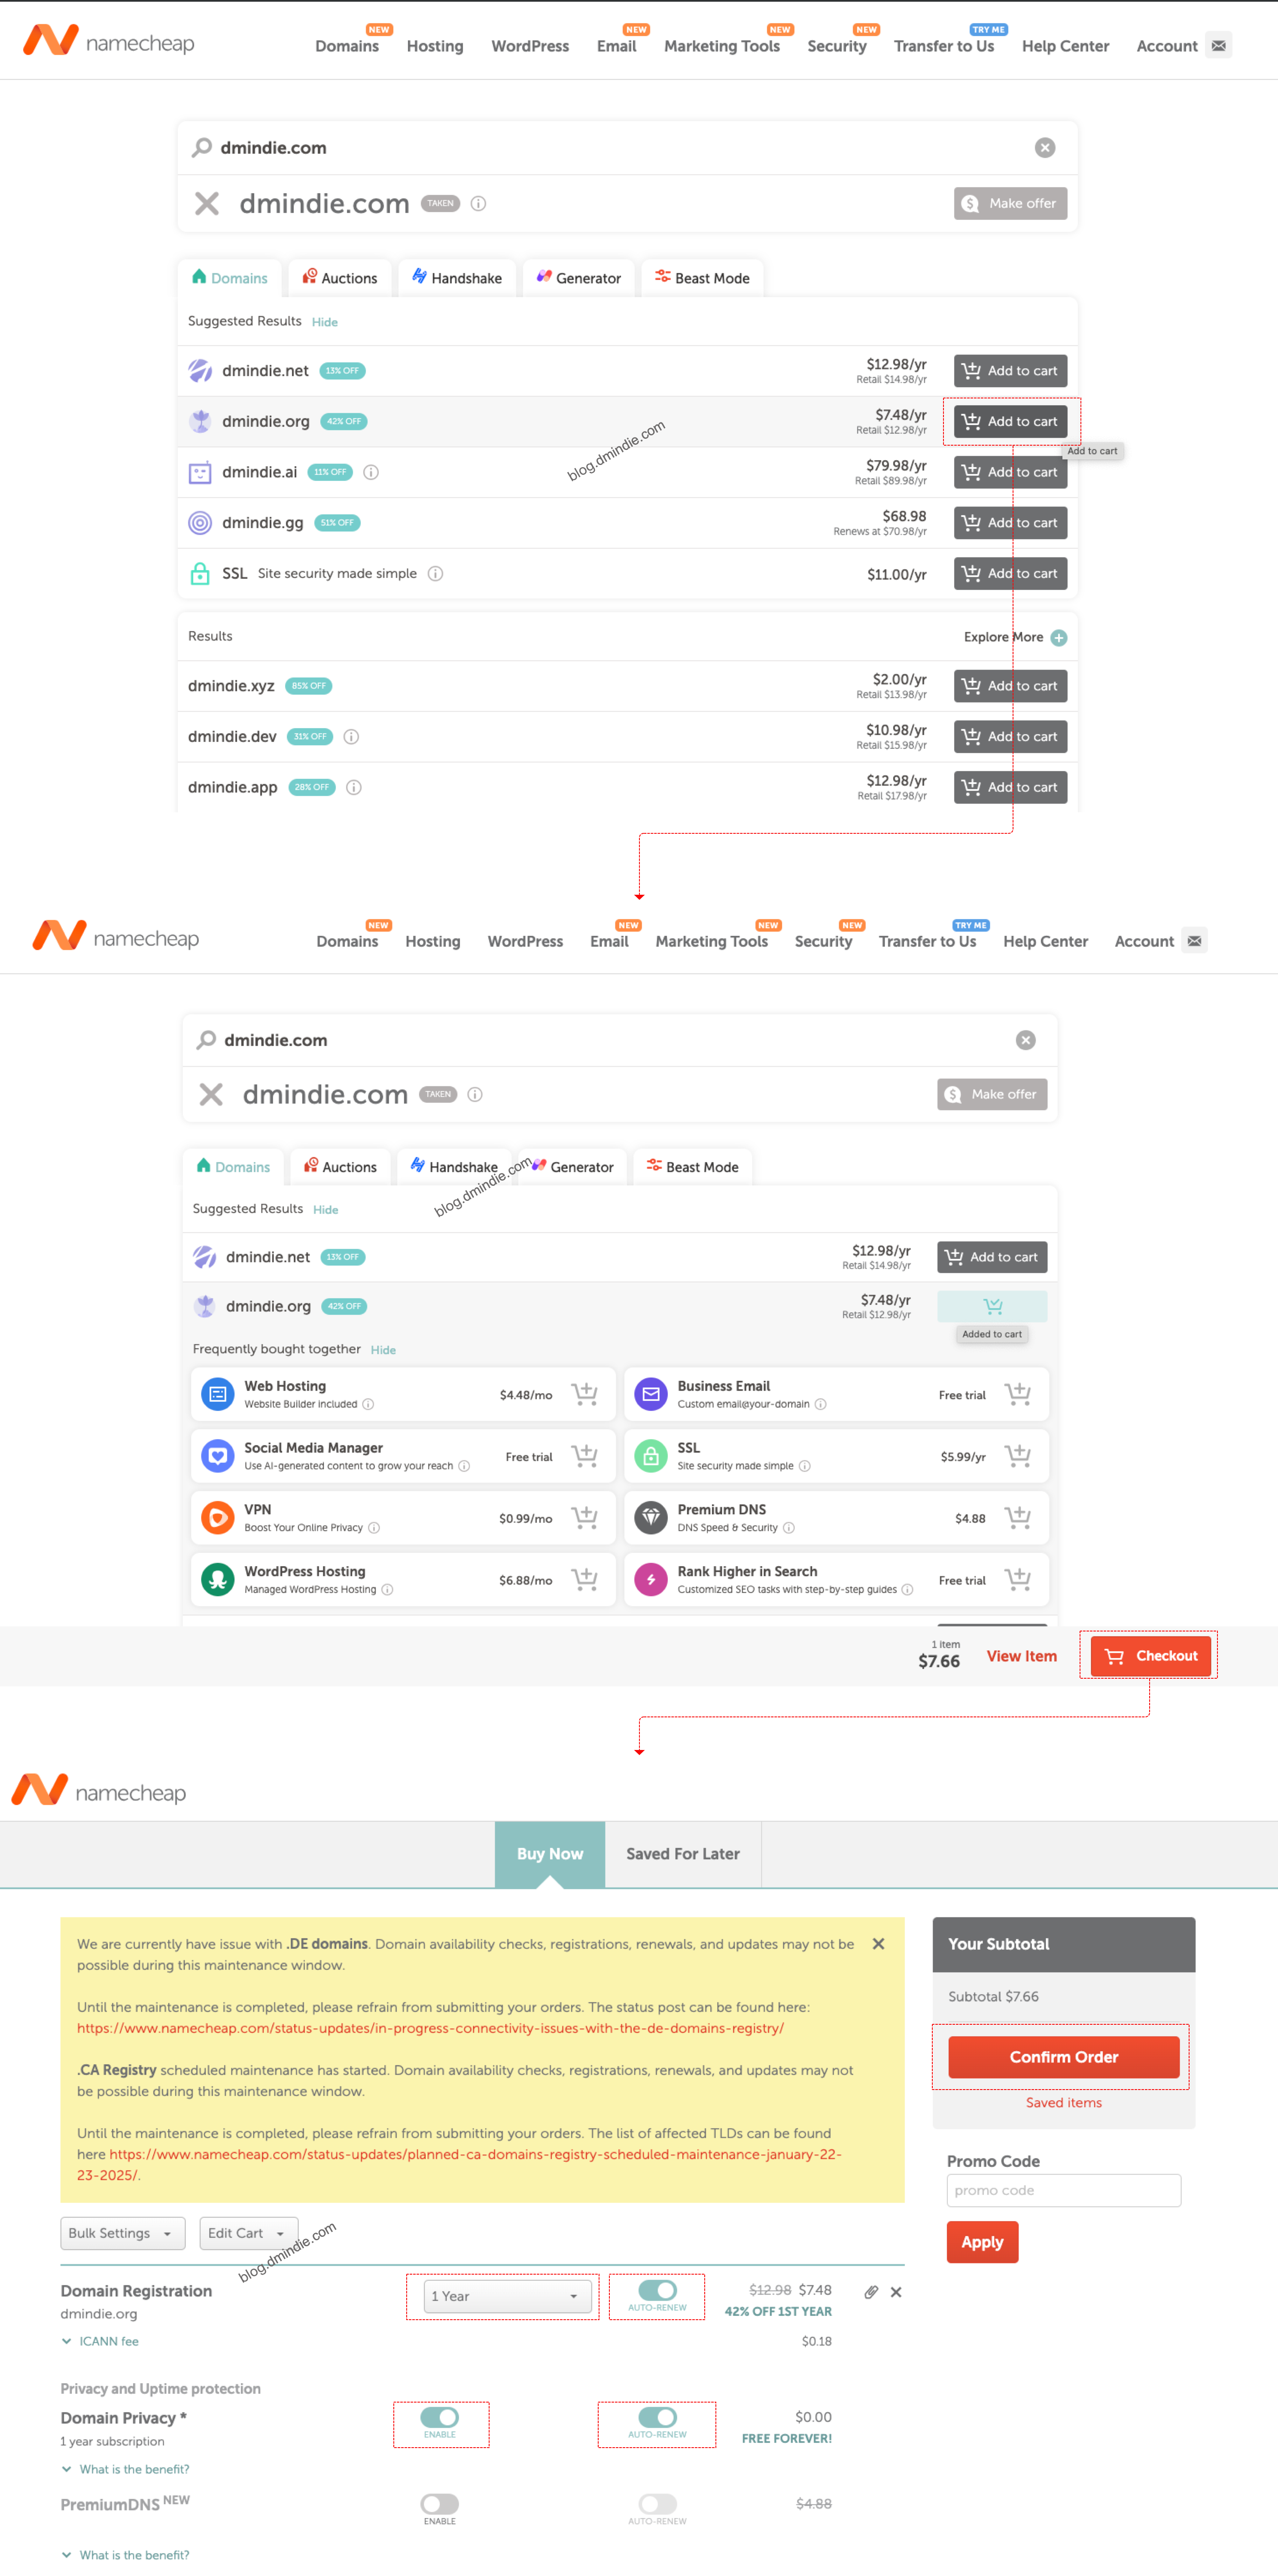 namecheap
NEW NEW NEW NEW TRY ME
Domains Hosting WordPress Email Marketing Tools Security Transfer to Us Help Center Account
dmindie.com
dmindie.com TAKEN Make offer
Domains Auctions Handshake Generator Beast Mode
Suggested Results Hide
dmindie.net 13% OFF $12.98/yr Add to cart
Retail $14.98/yr
dmindie.org 42% OFF $7.48/yr Add to cart
Retail $12.98/yr
blog.dmindie.com
Add to cart
dmindie.ai 11% OFF $79.98/yr Add to cart
Retail $89.98/yr
dmindie.gg 51% OFF $68.98 Add to cart
Renews at $70.98/yr
SSL Site security made simple $11.00/yr Add to cart
Results Explore More
dmindie.xyz 85% OFF $2.00/yr Add to cart
Retail $13.98/yr
dmindie.dev 31% OFF $10.98/yr Add to cart
Retail $15.98/yr
dmindie.app 28% OFF $12.98/yr Add to cart
Retail $17.98/yr
namecheap
NEW NEW NEW NEW TRY ME
Domains Hosting WordPress Email Marketing Tools Security Transfer to Us Help Center Account
dmindie.com
dmindie.com TAKEN Make offer
Domains Auctions Handshake Generator Beast Mode
blog.dmindie.com
Suggested Results Hide
dmindie.net 13% OFF $12.98/yr Add to cart
Retail $14.98/yr
dmindie.org 42% OFF $7.48/yr
Retail $12.98/yr
Added to cart
Frequently bought together Hide
Web Hosting $4.48/mo Business Email Free trial
Website Builder included Custom email@your-domain
Social Media Manager Free trial SSL $5.99/yr
Use AI-generated content to grow your reach Site security made simple
VPN $0.99/mo Premium DNS $4.88
Boost Your Online Privacy DNS Speed & Security
WordPress Hosting $6.88/mo Rank Higher in Search Free trial
Managed WordPress Hosting Customized SEO tasks with step-by-step guides
1 item
$7.66 View Item Checkout
namecheap
Buy Now Saved For Later
We are currently have issue with .DE domains. Domain availability checks, registrations, renewals, and updates may not be
possible during this maintenance window.
Until the maintenance is completed, please refrain from submitting your orders. The status post can be found here:
https://www.namecheap.com/status-updates/in-progress-connectivity-issues-with-the-de-domains-registry/
.CA Registry scheduled maintenance has started. Domain availability checks, registrations, renewals, and updates may not
be possible during this maintenance window.
Until the maintenance is completed, please refrain from submitting your orders. The list of affected TLDs can be found
here https://www.namecheap.com/status-updates/planned-ca-domains-registry-scheduled-maintenance-january-22-
23-2025/.
Your Subtotal
Subtotal $7.66
Confirm Order
Saved items
Promo Code
promo code
Apply
Bulk Settings Edit Cart
blog.dmindie.com
Domain Registration 1 Year AUTO-RENEW $12.98 $7.48
dmindie.org 42% OFF 1ST YEAR
ICANN fee $0.18
Privacy and Uptime protection
Domain Privacy * ENABLE AUTO-RENEW $0.00
1 year subscription FREE FOREVER!
What is the benefit?
PremiumDNS NEW ENABLE AUTO-RENEW $4.88
What is the benefit?